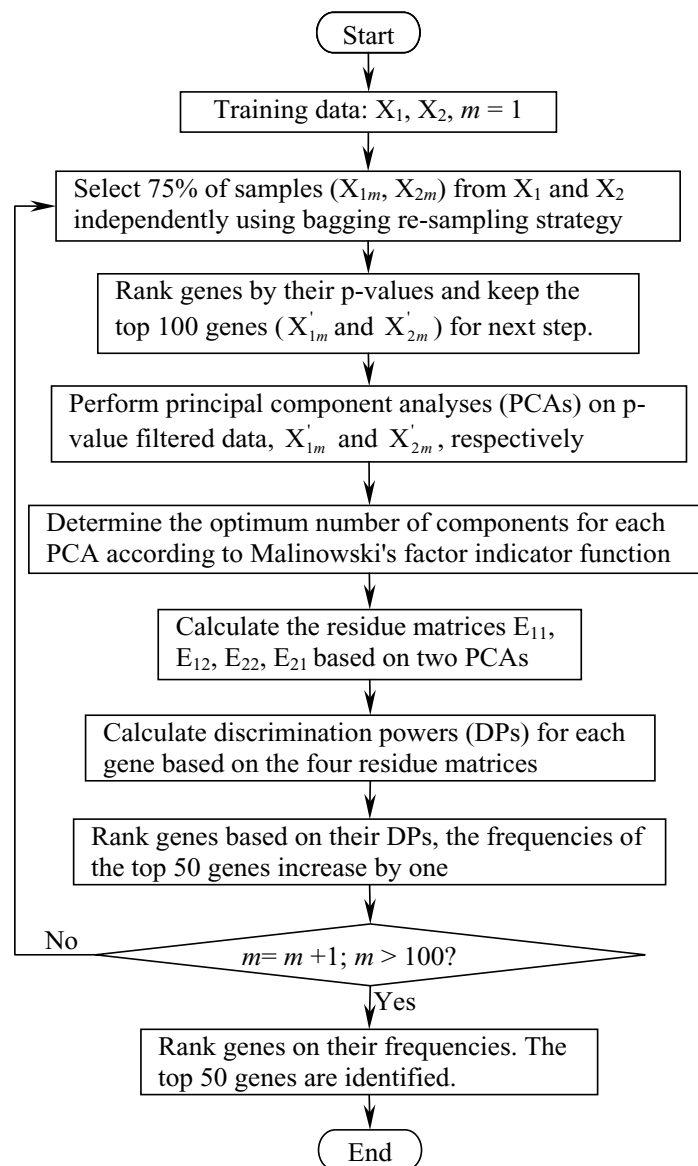 Start
Training data: X₁, X₂, m = 1
Select 75% of samples (X₁ₘ, X₂ₘ) from X₁ and X₂
independently using bagging re-sampling strategy
Rank genes by their p-values and keep the
top 100 genes ( X'₁ₘ and X'₂ₘ ) for next step.
Perform principal component analyses (PCAs) on p-
value filtered data, X'₁ₘ and X'₂ₘ, respectively
Determine the optimum number of components for each
PCA according to Malinowski's factor indicator function
Calculate the residue matrices E₁₁,
E₁₂, E₂₂, E₂₁ based on two PCAs
Calculate discrimination powers (DPs) for each
gene based on the four residue matrices
Rank genes based on their DPs, the frequencies of
the top 50 genes increase by one
No
m= m +1; m > 100?
Yes
Rank genes on their frequencies. The
top 50 genes are identified.
End